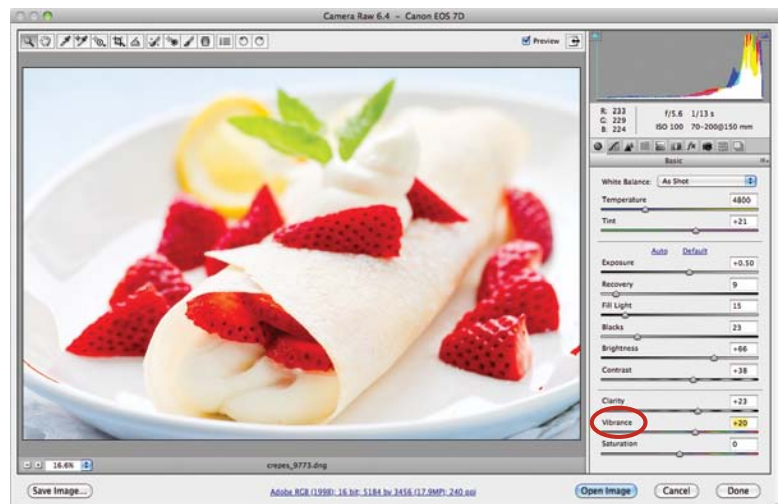 Camera Raw 6.4 – Canon EOS 7D
Preview
R: 233
G: 229
B: 224
f/5.6 1/13 s
ISO 100 70-200@150 mm
Basic
White Balance: As Shot
Temperature 4800
Tint +21
Auto Default
Exposure +0.50
Recovery 9
Fill Light 15
Blacks 23
Brightness +66
Contrast +38
Clarity +23
Vibrance +20
Saturation 0
16.6% crepes_9773.dng
Save Image... Adobe RGB (1998); 16 bit; 5184 by 3456 (17.9MP); 240 ppi Open Image Cancel Done